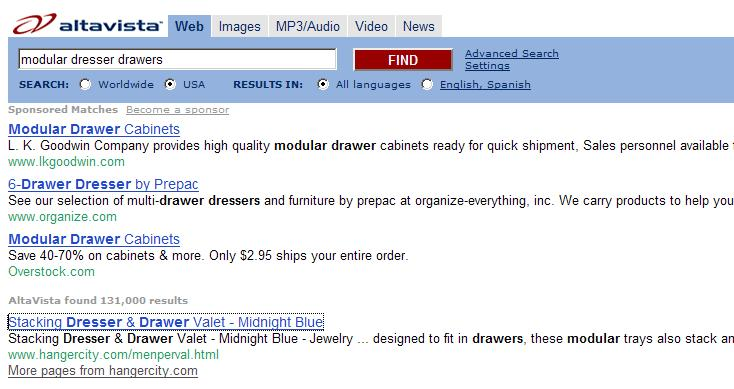 altavista™ Web Images MP3/Audio Video News
modular dresser drawers FIND Advanced Search
Settings
SEARCH: Worldwide USA RESULTS IN: All languages English, Spanish
Sponsored Matches Become a sponsor
Modular Drawer Cabinets
L. K. Goodwin Company provides high quality modular drawer cabinets ready for quick shipment, Sales personnel available
www.lkgoodwin.com
6-Drawer Dresser by Prepac
See our selection of multi-drawer dressers and furniture by prepac at organize-everything, inc. We carry products to help you
www.organize.com
Modular Drawer Cabinets
Save 40-70% on cabinets & more. Only $2.95 ships your entire order.
Overstock.com
AltaVista found 131,000 results
Stacking Dresser & Drawer Valet - Midnight Blue
Stacking Dresser & Drawer Valet - Midnight Blue - Jewelry ... designed to fit in drawers, these modular trays also stack
www.hangercity.com/menperval.html
More pages from hangercity.com